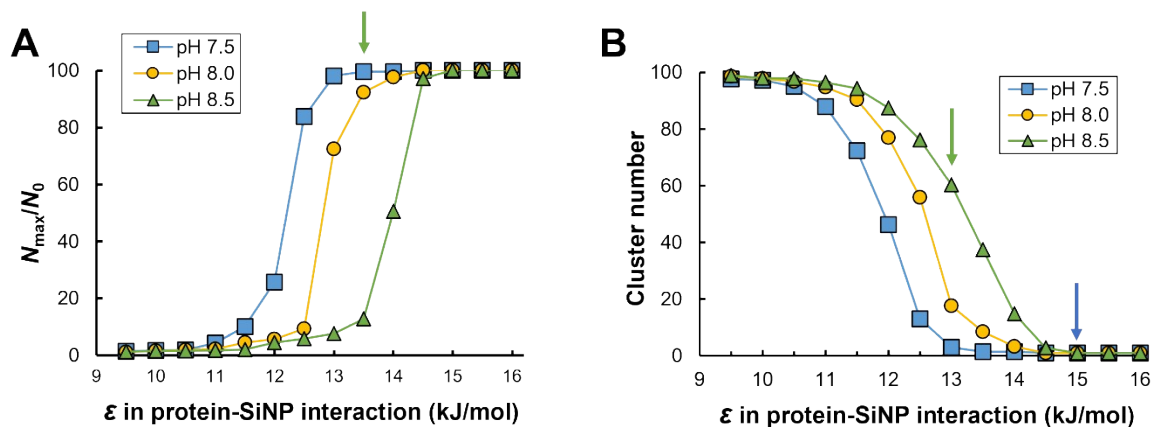 A
pH 7.5
pH 8.0
pH 8.5
100
80
60
40
20
0
9 10 11 12 13 14 15 16
Nmax/N0
ε in protein-SiNP interaction (kJ/mol)
B
pH 7.5
pH 8.0
pH 8.5
100
80
60
40
20
0
9 10 11 12 13 14 15 16
Cluster number
ε in protein-SiNP interaction (kJ/mol)